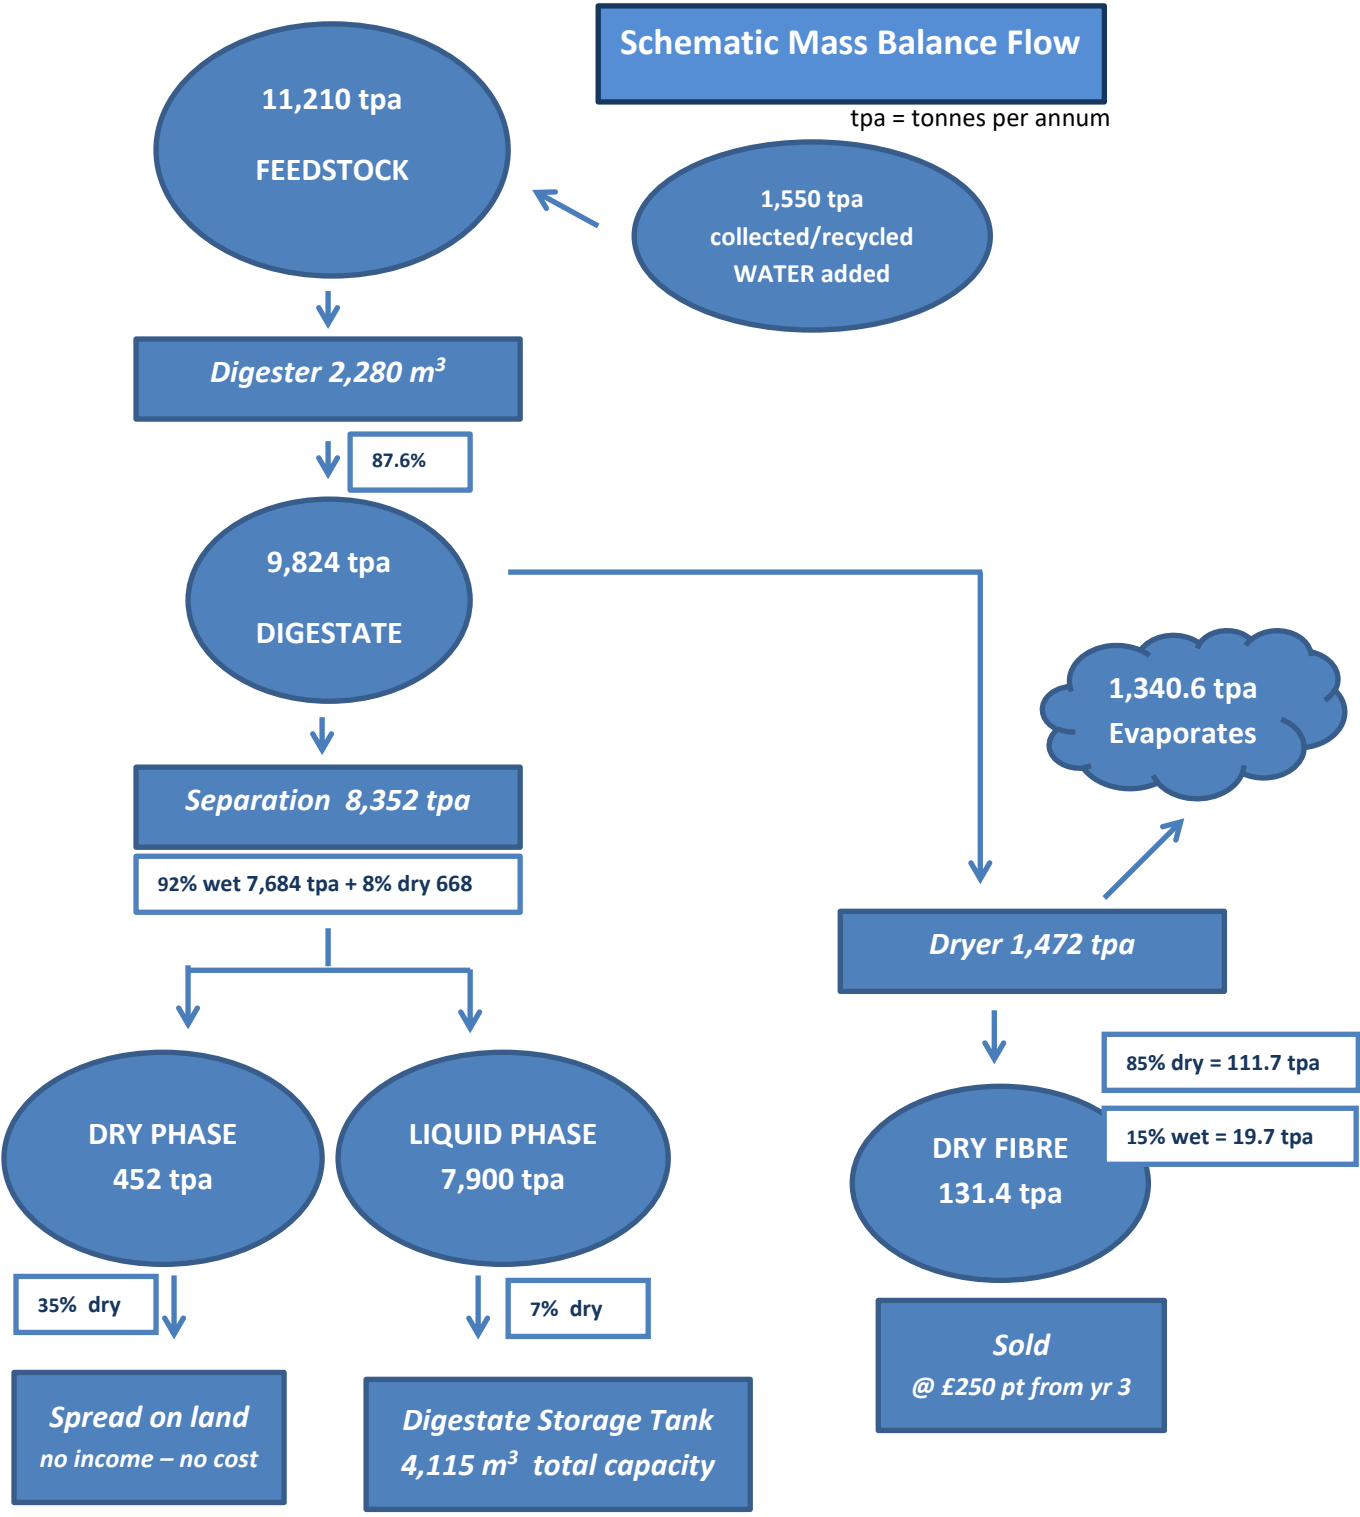 Schematic Mass Balance Flow
tpa = tonnes per annum
11,210 tpa
FEEDSTOCK
1,550 tpa
collected/recycled
WATER added
Digester 2,280 m³
87.6%
9,824 tpa
DIGESTATE
1,340.6 tpa
Evaporates
Separation 8,352 tpa
92% wet 7,684 tpa + 8% dry 668
Dryer 1,472 tpa
85% dry = 111.7 tpa
15% wet = 19.7 tpa
DRY PHASE
452 tpa
LIQUID PHASE
7,900 tpa
DRY FIBRE
131.4 tpa
35% dry
7% dry
Sold
@ £250 pt from yr 3
Spread on land
no income – no cost
Digestate Storage Tank
4,115 m³ total capacity